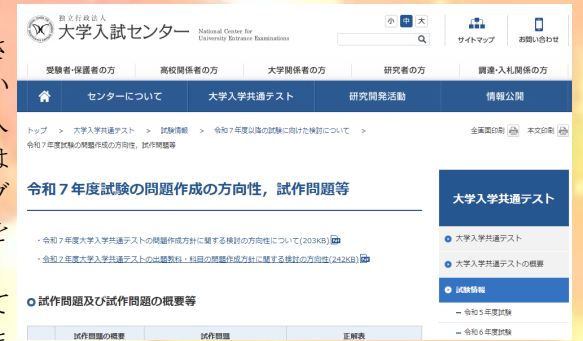 独立行政法人
大学入試センター
National Center for
University Entrance Examinations
小 中 大
サイトマップ お問い合わせ
受験者・保護者の方 高校関係者の方 大学関係者の方 研究者の方 調達・入札関係の方
センターについて 大学入学共通テスト 研究開発活動 情報公開
トップ > 大学入学共通テスト > 試験情報 > 令和7年度以降の試験に向けた検討について >
令和7年度試験の問題作成の方向性，試作問題等
全画面印刷 本文印刷
令和7年度試験の問題作成の方向性，試作問題等
・令和7年度大学入学共通テストの問題作成方針に関する検討の方向性について(203KB)
・令和7年度大学入学共通テストの出題教科・科目の問題作成方針に関する検討の方向性(242KB)
試作問題及び試作問題の概要等
試作問題の概要 試作問題 正解表
大学入学共通テスト
大学入学共通テスト
大学入学共通テストの概要
試験情報
− 令和5年度試験
− 令和6年度試験